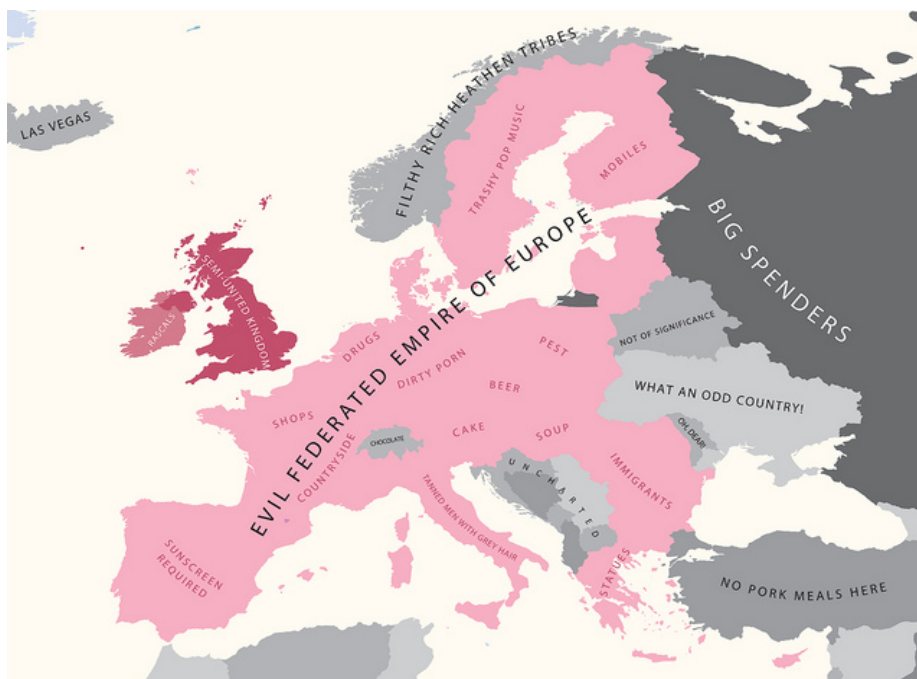 LAS VEGAS
FILTHY RICH HEATHEN TRIBES
TRASHY POP MUSIC
MOBILES
BIG SPENDERS
SEMI-UNITED KINGDOM
RASCALS
EVIL FEDERATED EMPIRE OF EUROPE
DRUGS
DIRTY PORN
PEST
NOT OF SIGNIFICANCE
WHAT AN ODD COUNTRY!
BEER
SHOPS
CAKE
SOUP
CHOCOLATE
COUNTRYSIDE
OH, DEAR!
UNCHARTED
IMMIGRANTS
TANNED MEN WITH GREY HAIR
SUNSCREEN
REQUIRED
STATUES
NO PORK MEALS HERE